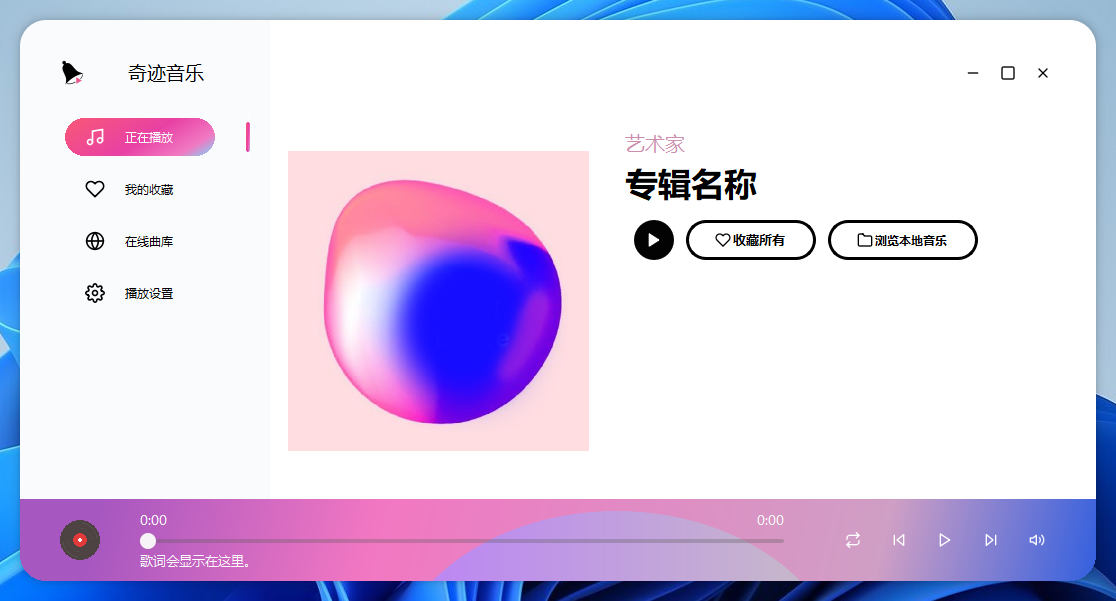 奇迹音乐
正在播放
我的收藏
在线曲库
播放设置
艺术家
专辑名称
收藏所有
浏览本地音乐
0:00
0:00
歌词会显示在这里。